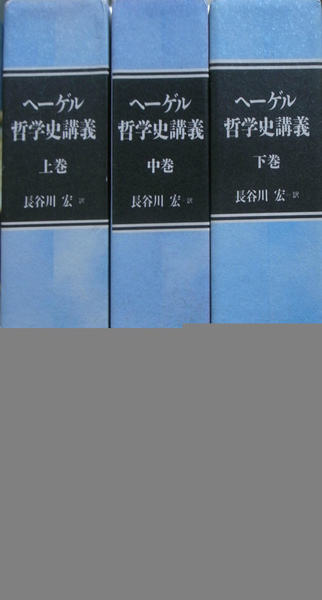 ヘーゲル
哲学史講義
上巻
長谷川 宏 訳
ヘーゲル
哲学史講義
中巻
長谷川 宏 訳
ヘーゲル
哲学史講義
下巻
長谷川 宏 訳